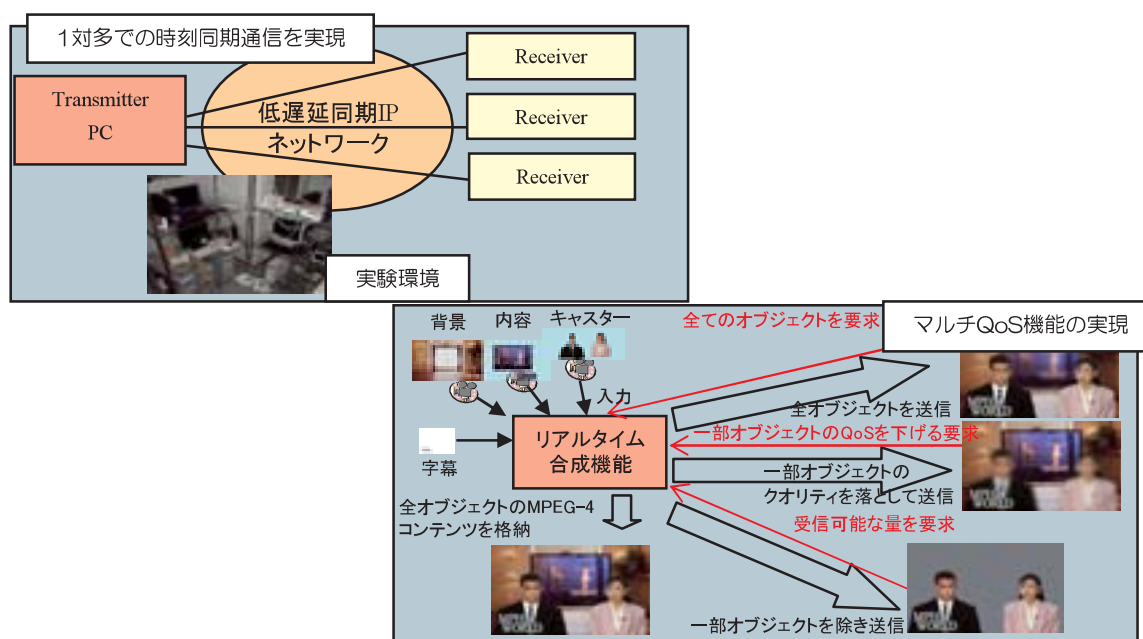 1対多での時刻同期通信を実現
Transmitter
PC
低遅延同期IP
ネットワーク
Receiver
Receiver
Receiver
実験環境
マルチQoS機能の実現
背景
内容
キャスター
入力
字幕
リアルタイム
合成機能
全てのオブジェクトを要求
全オブジェクトを送信
一部オブジェクトのQoSを下げる要求
一部オブジェクトの
クオリティを落として送信
受信可能な量を要求
一部オブジェクトを除き送信
全オブジェクトのMPEG-4
コンテンツを格納